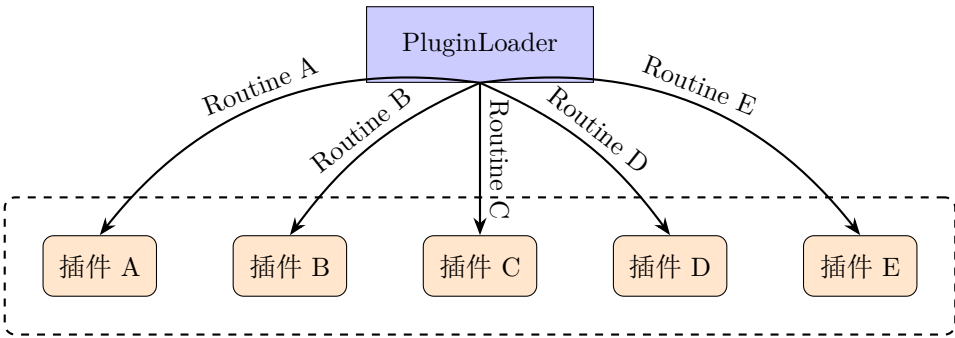 PluginLoader
Routine A
Routine B
Routine C
Routine D
Routine E
插件 A
插件 B
插件 C
插件 D
插件 E